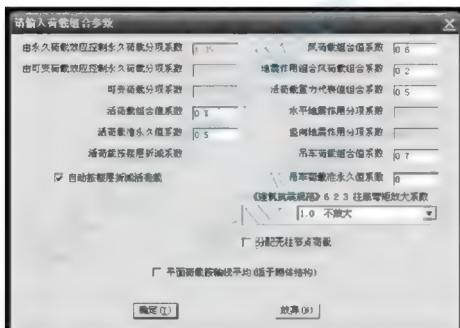 请输入荷载组合参数
由永久荷载效应控制永久荷载分项系数
由可变荷载效应控制永久荷载分项系数
可变荷载分项系数
活荷载组合值系数
活荷载准永久值系数 0 5
活荷载按楼层折减系数
自动按楼层折减活荷载
风荷载组合值系数 0 6
地震作用组合风荷载组合系数 0 2
活荷载重力代表值组合系数 0 5
水平地震作用分项系数
竖向地震作用分项系数
吊车荷载组合值系数 0 7
吊车荷载准永久值系数 0
《建筑抗震规范》6 2 3 柱底弯矩放大系数
1.0 不放大
分配无柱节点荷载
平面荷载按轴线平均(适于砌体结构)
确定(Y)
放弃(N)